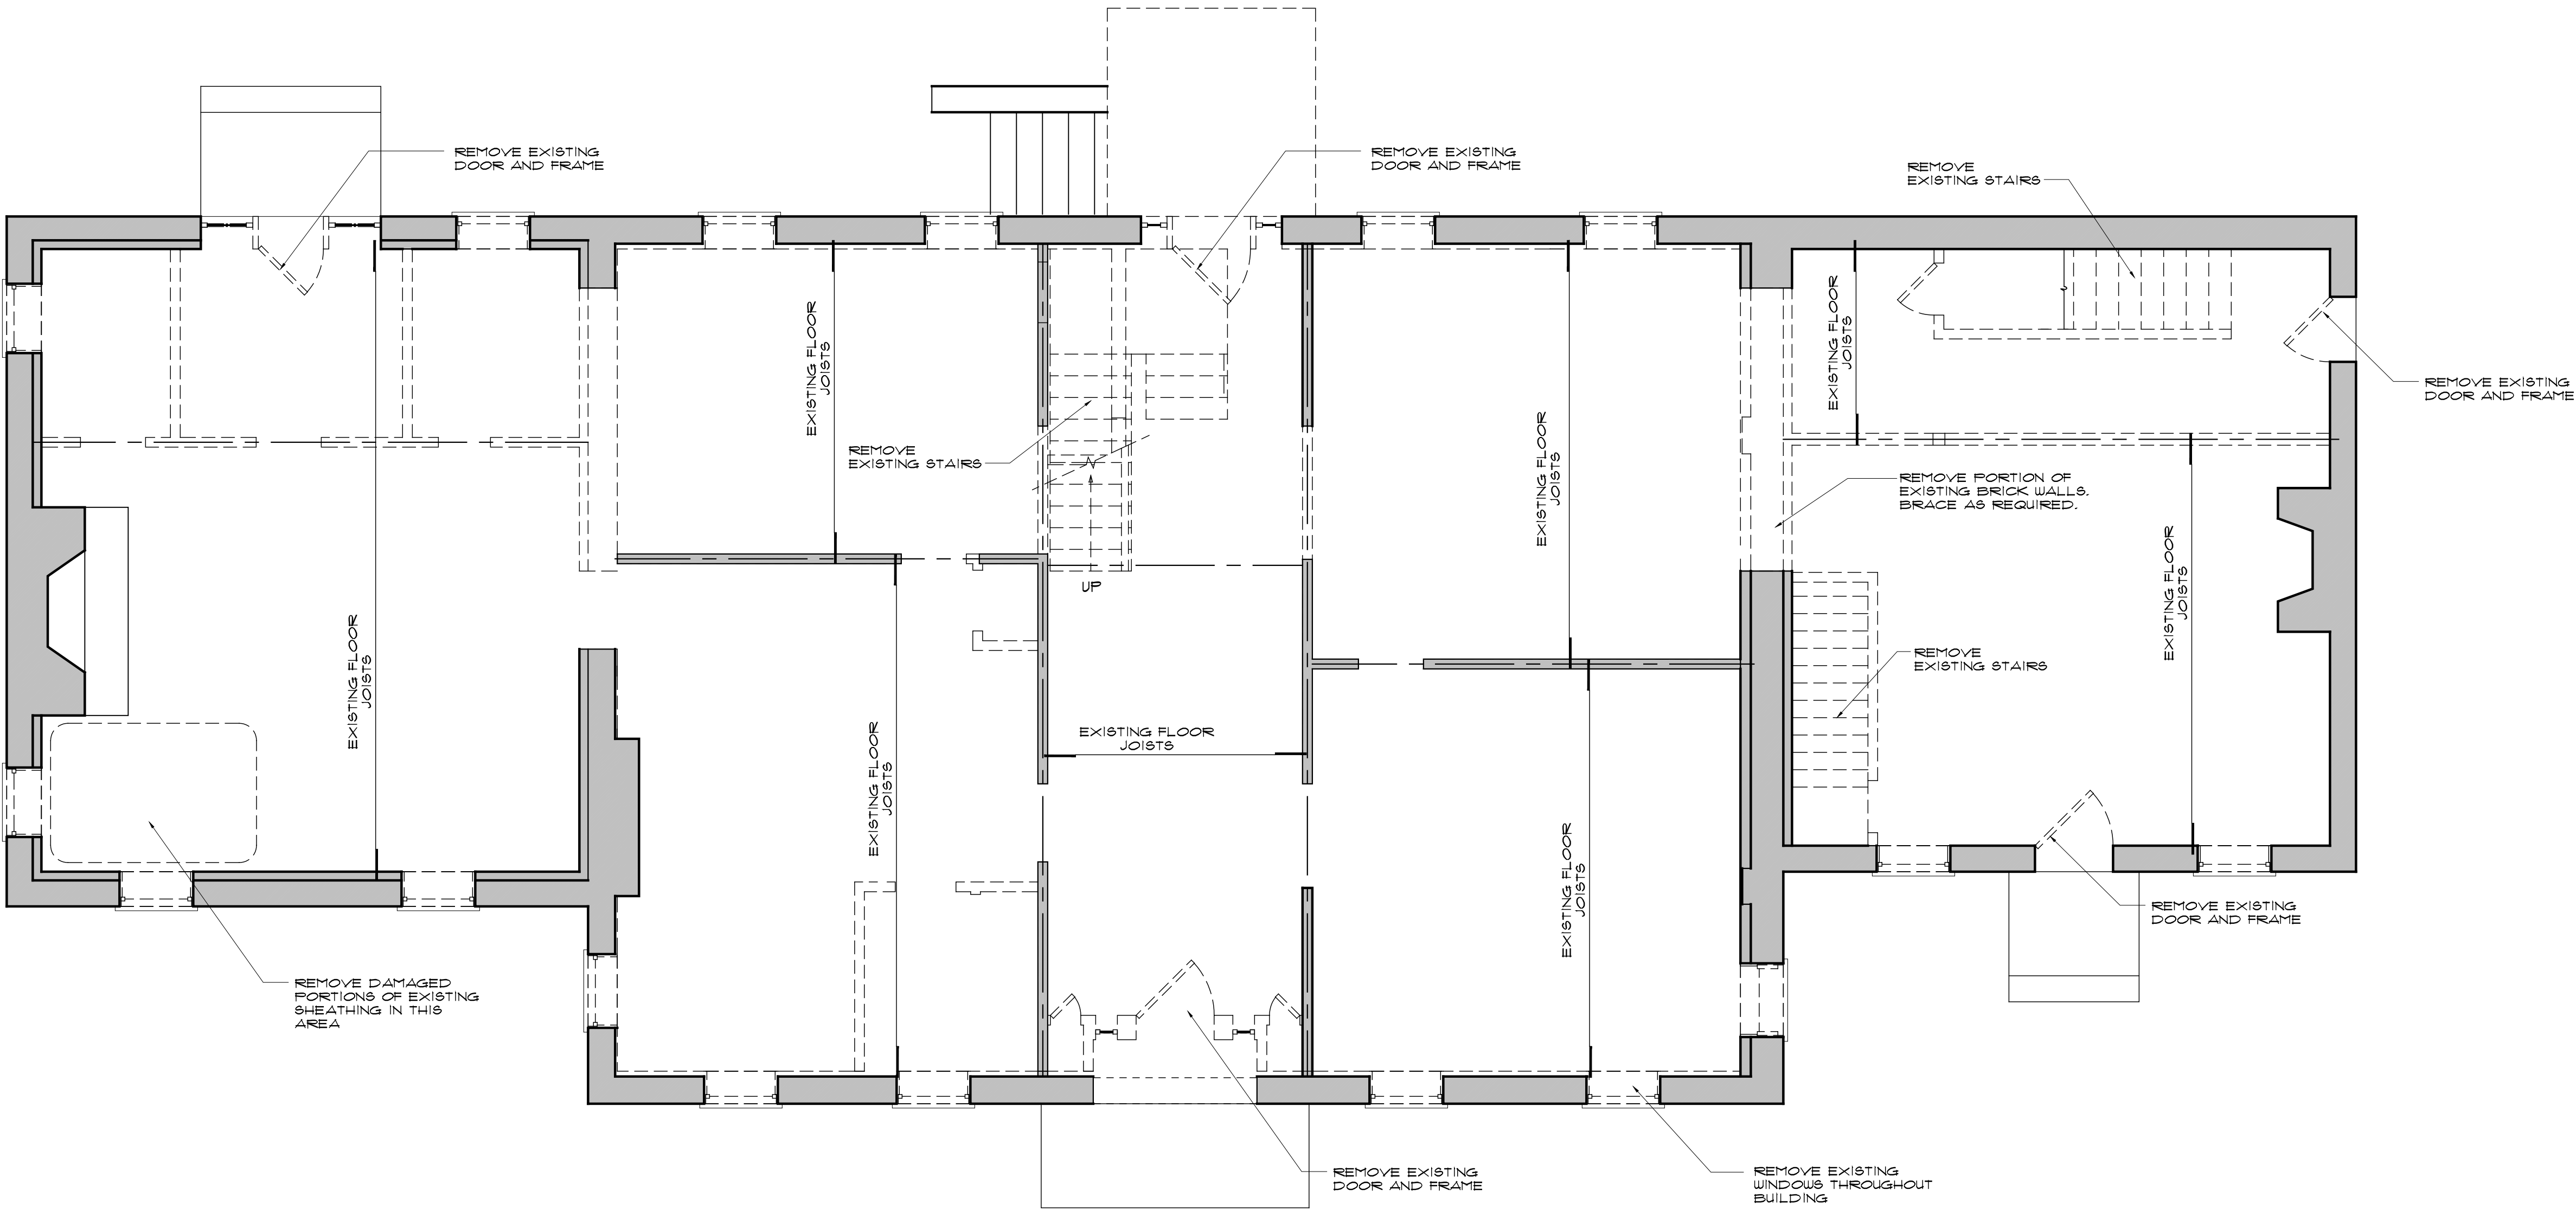 REMOVE EXISTING
DOOR AND FRAME
REMOVE EXISTING
DOOR AND FRAME
REMOVE
EXISTING STAIRS
EXISTING FLOOR
JOISTS
EXISTING FLOOR
JOISTS
REMOVE EXISTING
DOOR AND FRAME
REMOVE
EXISTING STAIRS
EXISTING FLOOR
JOISTS
REMOVE PORTION OF
EXISTING BRICK WALLS.
BRACE AS REQUIRED.
UP
EXISTING FLOOR
JOISTS
EXISTING FLOOR
JOISTS
REMOVE
EXISTING STAIRS
EXISTING FLOOR
JOISTS
EXISTING FLOOR
JOISTS
EXISTING FLOOR
JOISTS
REMOVE EXISTING
DOOR AND FRAME
REMOVE DAMAGED
PORTIONS OF EXISTING
SHEATHING IN THIS
AREA
REMOVE EXISTING
DOOR AND FRAME
REMOVE EXISTING
WINDOWS THROUGHOUT
BUILDING